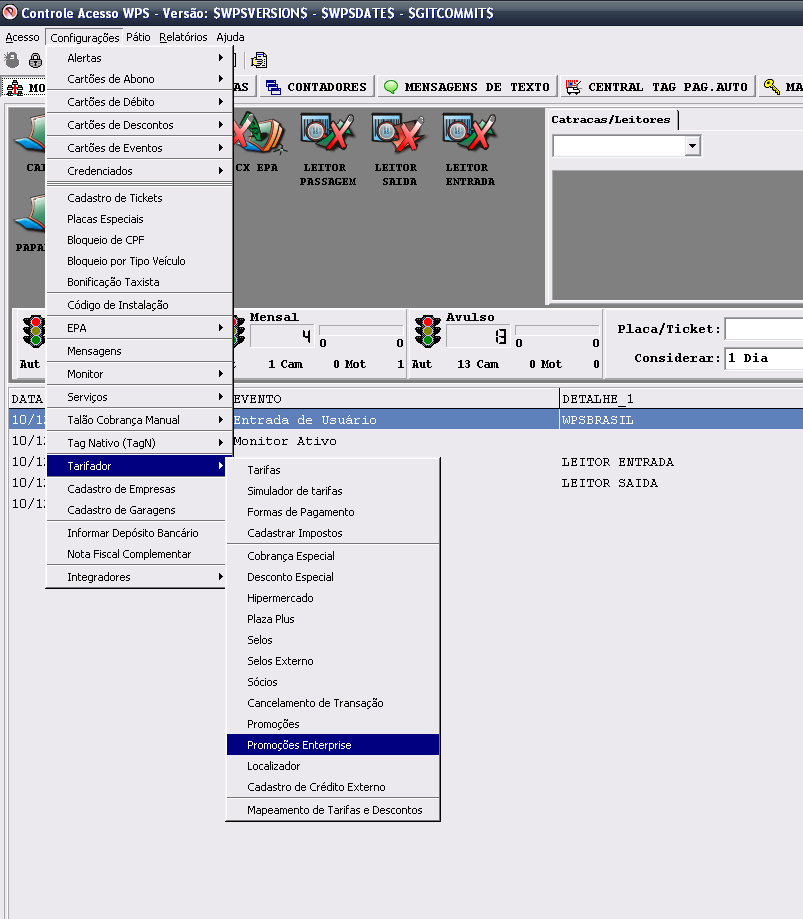 Controle Acesso WPS - Versão: $WPSVERSION$ - $WPSDATE$ - $GITCOMMIT$
Acesso Configurações Pátio Relatórios Ajuda
MO AS CONTADORES MENSAGENS DE TEXTO CENTRAL TAG PAG.AUTO MA
Alertas
Cartões de Abono
Cartões de Débito
Cartões de Descontos
Cartões de Eventos
Credenciados
Cadastro de Tickets
Placas Especiais
Bloqueio de CPF
Bloqueio por Tipo Veículo
Bonificação Taxista
Código de Instalação
EPA
Mensagens
Monitor
Serviços
Talão Cobrança Manual
Tag Nativo (TagN)
Tarifador
Cadastro de Empresas
Cadastro de Garagens
Informar Depósito Bancário
Nota Fiscal Complementar
Integradores
Tarifas
Simulador de tarifas
Formas de Pagamento
Cadastrar Impostos
Cobrança Especial
Desconto Especial
Hipermercado
Plaza Plus
Selos
Selos Externo
Sócios
Cancelamento de Transação
Promoções
Promoções Enterprise
Localizador
Cadastro de Crédito Externo
Mapeamento de Tarifas e Descontos
CX EPA
LEITOR
PASSAGEM
LEITOR
SAIDA
LEITOR
ENTRADA
PAPA
Catracas/Leitores
Aut
Mensal
4 0 0
1 Cam 0 Mot 1
Avulso
13 0 0
Aut 13 Cam 0 Mot 0
Placa/Ticket:
Considerar: 1 Dia
DATA EVENTO DETALHE_1
10/12 Entrada de Usuário WPSBRASIL
10/12 Monitor Ativo
10/12 LEITOR ENTRADA
10/12 LEITOR SAIDA
10/12